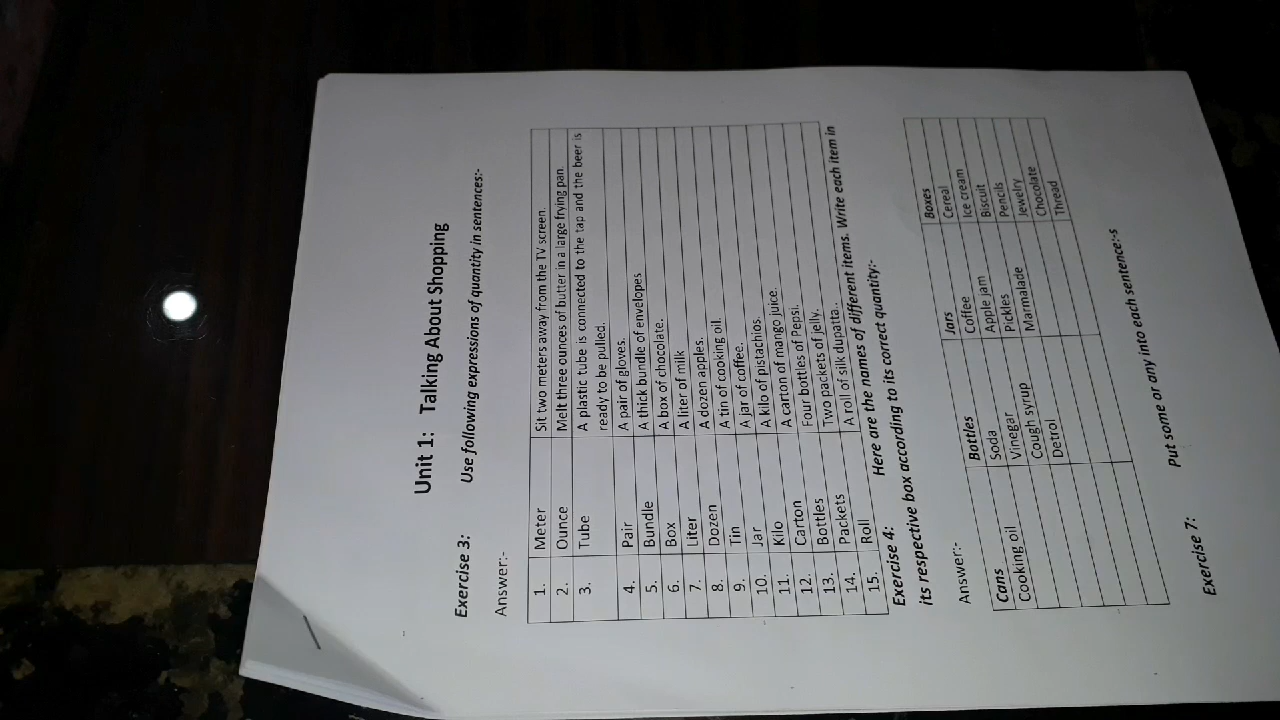 Unit 1: Talking About Shopping
Exercise 3: Use following expressions of quantity in sentences:-
Answer:-
1. Meter Sit two meters away from the TV screen.
2. Ounce Melt three ounces of butter in a large frying pan.
3. Tube A plastic tube is connected to the tap and the beer is
ready to be pulled.
4. Pair A pair of gloves.
5. Bundle A thick bundle of envelopes
6. Box A box of chocolate.
7. Liter A liter of milk
8. Dozen A dozen apples.
9. Tin A tin of cooking oil.
10. Jar A jar of coffee.
11. Kilo A kilo of pistachios.
12. Carton A carton of mango juice.
13. Bottles Four bottles of Pepsi.
14. Packets Two packets of jelly.
15. Roll A roll of silk dupatta..
Exercise 4: Here are the names of different items. Write each item in
its respective box according to its correct quantity:-
Answer:-
Cans Bottles Jars Boxes
Cooking oil Soda Coffee Cereal
Vinegar Apple jam Ice cream
Cough syrup Pickles Biscuit
Detrol Marmalade Pencils
Jewelry
Chocolate
Thread
Exercise 7: Put some or any into each sentence:-s